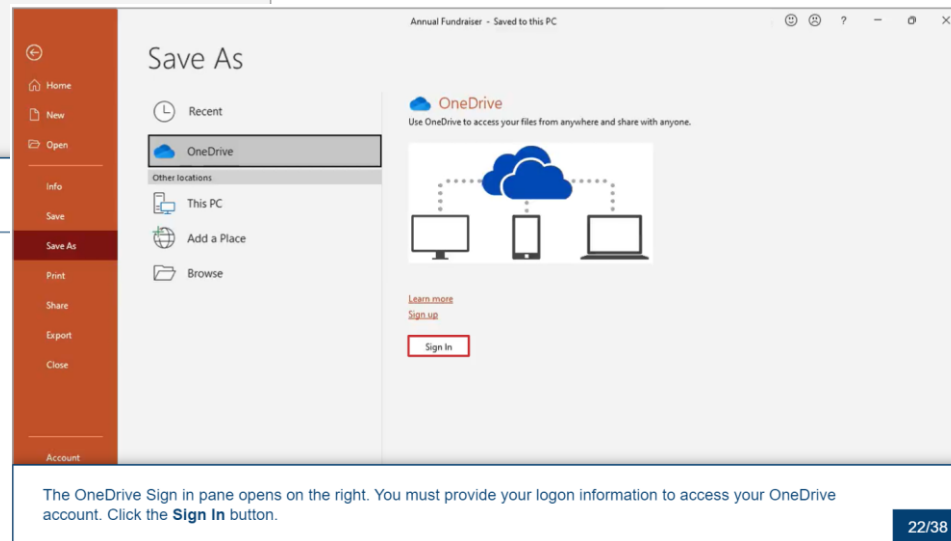 Annual Fundraiser - Saved to this PC
?
Save As
Home
New
Open
Info
Save
Save As
Print
Share
Export
Close
Account
Recent
OneDrive
Other locations
This PC
Add a Place
Browse
OneDrive
Use OneDrive to access your files from anywhere and share with anyone.
Learn more
Sign up
Sign In
The OneDrive Sign in pane opens on the right. You must provide your logon information to access your OneDrive
account. Click the Sign In button.
22/38